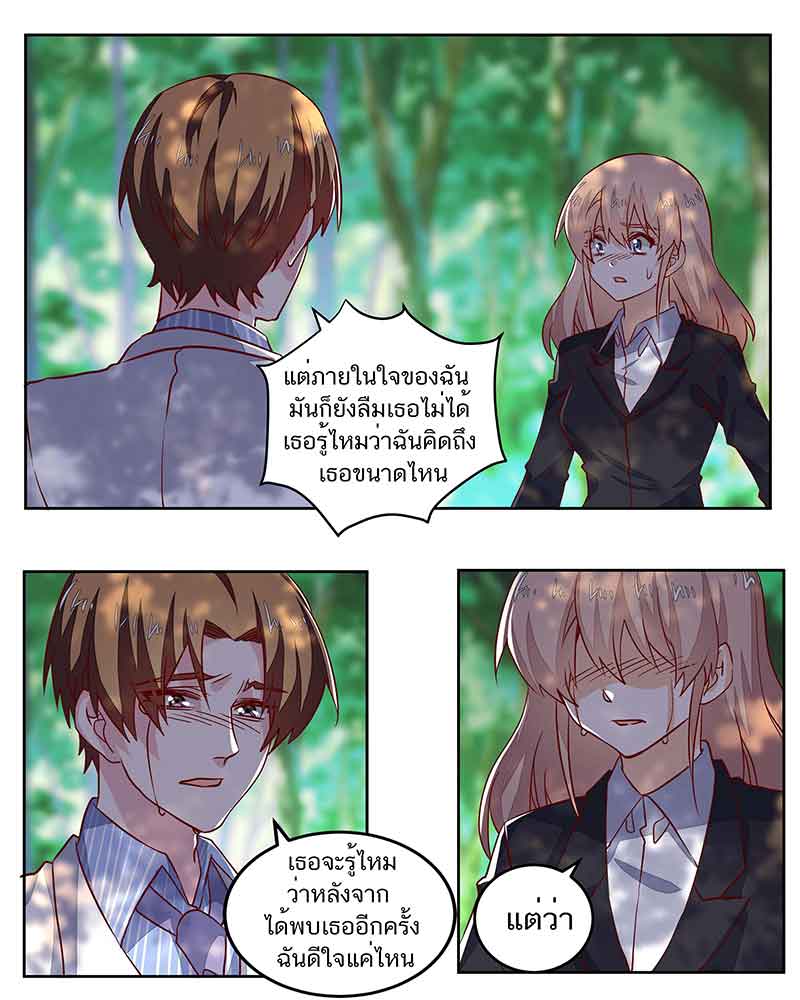 แต่ภายในใจของฉัน
มันก็ยังลืมเธอไม่ได้
เธอรู้ไหมว่าฉันคิดถึง
เธอขนาดไหน
เธอจะรู้ไหม
ว่าหลังจาก
ได้พบเธออีกครั้ง
ฉันดีใจแค่ไหน
แต่ว่า